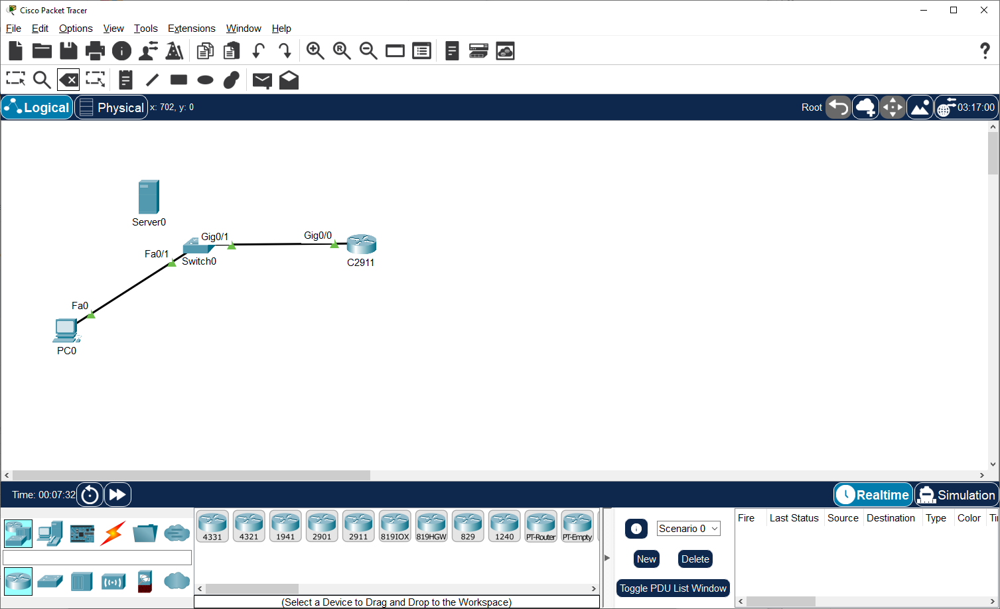 Cisco Packet Tracer
File Edit Options View Tools Extensions Window Help
Logical Physical x: 702, y: 0 Root 03:17:00
Server0
Gig0/1 Gig0/0
Fa0/1 Switch0 C2911
Fa0
PC0
Time: 00:07:32 Realtime Simulation
4331 4321 1941 2901 2911 819IOX 819HGW 829 1240 PT-Router PT-Empty
Scenario 0
New Delete
Toggle PDU List Window
Fire Last Status Source Destination Type Color Ti
(Select a Device to Drag and Drop to the Workspace)